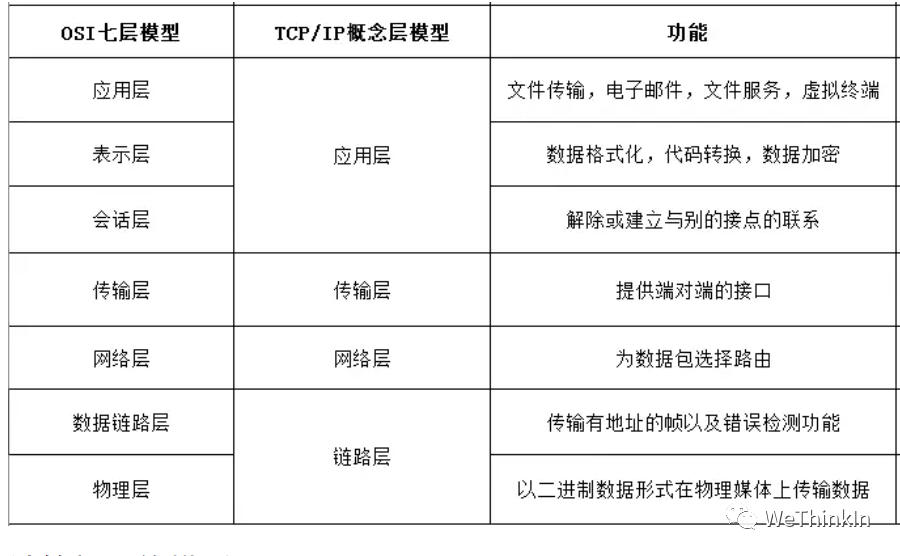 OSI七层模型 TCP/IP概念层模型 功能
应用层 文件传输，电子邮件，文件服务，虚拟终端
表示层 应用层 数据格式化，代码转换，数据加密
会话层 解除或建立与别的接点的联系
传输层 传输层 提供端对端的接口
网络层 网络层 为数据包选择路由
数据链路层 传输有地址的帧以及错误检测功能
链路层
物理层 以二进制数据形式在物理媒体上传输数据
WeThinkIn